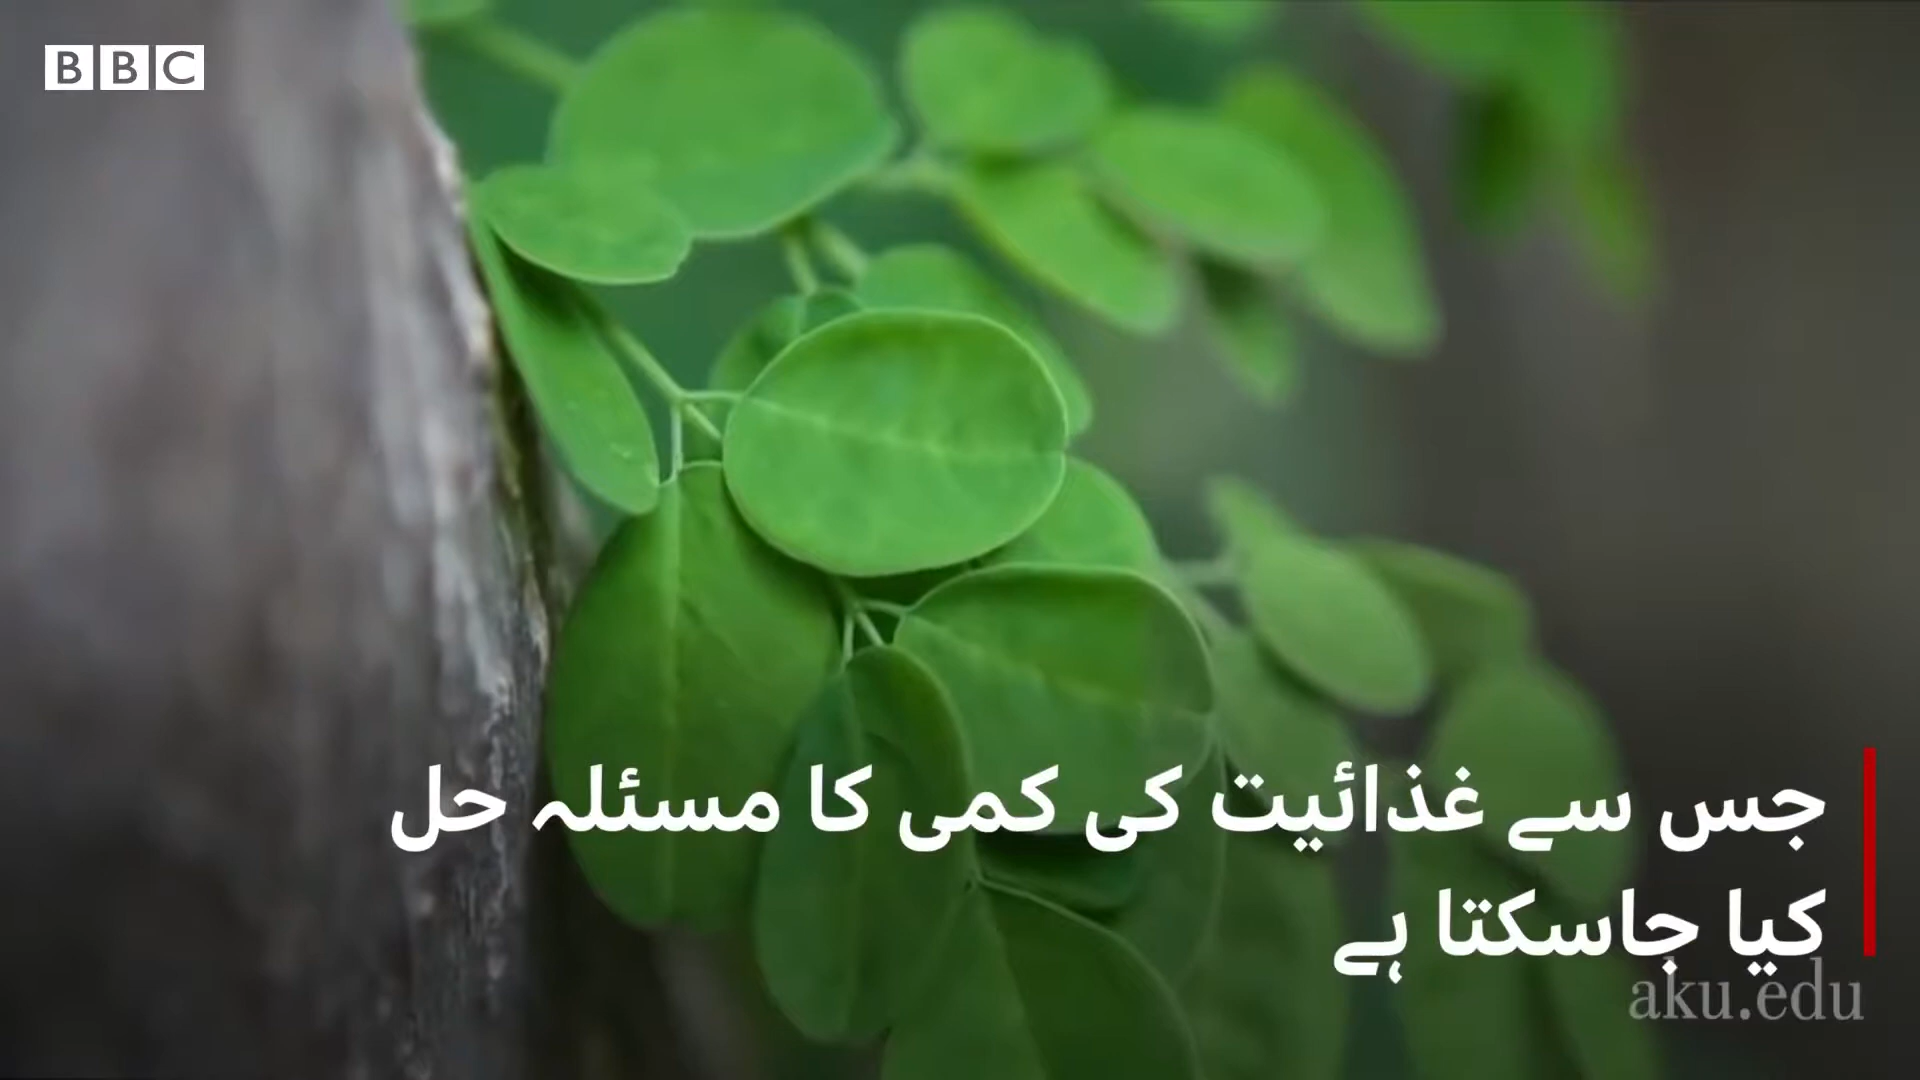 BBC
جس سے غذائیت کی کمی کا مسئلہ حل
کیا جاسکتا ہے
aku.edu